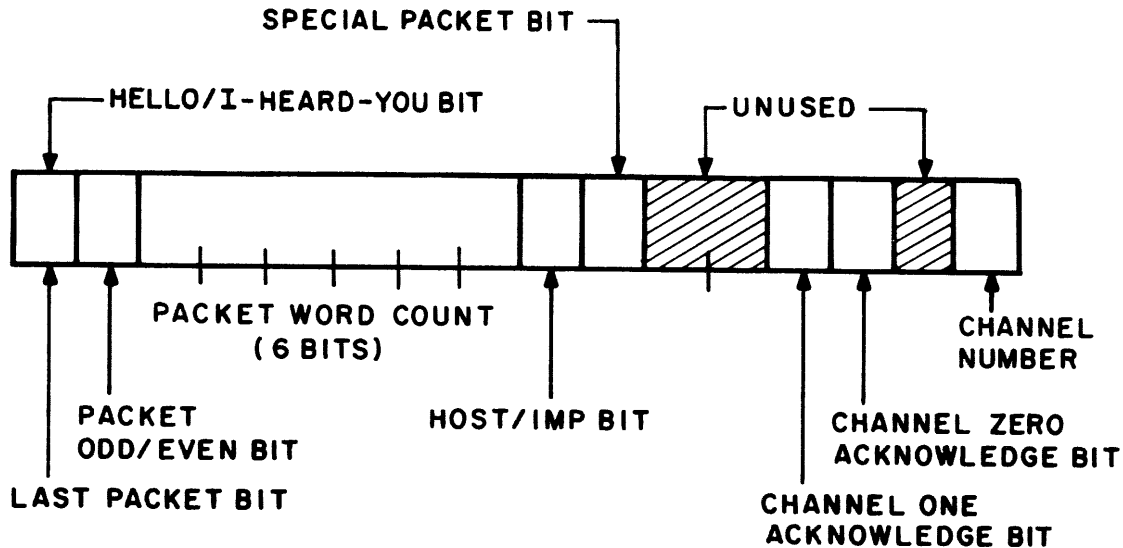 SPECIAL PACKET BIT
HELLO/I-HEARD-YOU BIT
UNUSED
PACKET WORD COUNT
(6 BITS)
CHANNEL
NUMBER
PACKET
ODD/EVEN BIT
HOST/IMP BIT
CHANNEL ZERO
ACKNOWLEDGE BIT
LAST PACKET BIT
CHANNEL ONE
ACKNOWLEDGE BIT